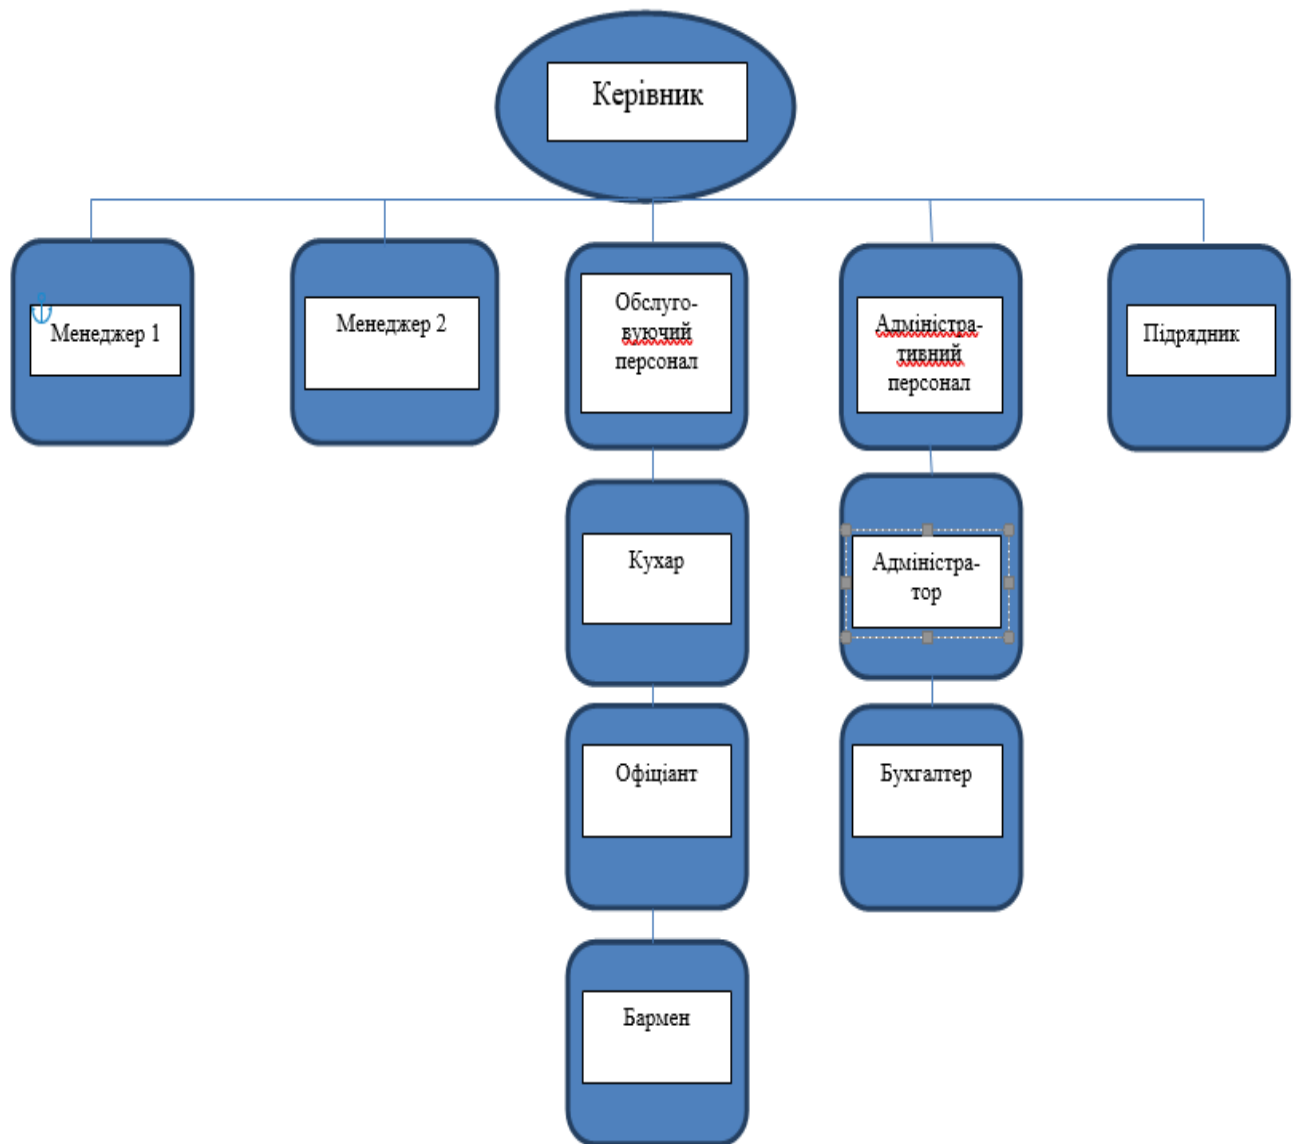 Керівник
Менеджер 1
Менеджер 2
Обслуго-
вуючий
персонал
Адміністра-
тивний
персонал
Підрядник
Кухар
Адміністра-
тор
Офіціант
Бухгалтер
Бармен